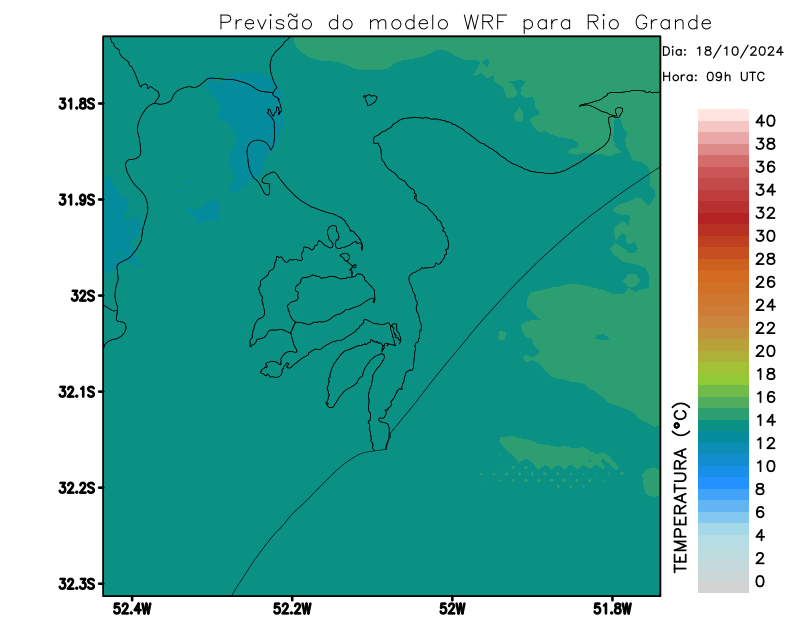 Previsão do modelo WRF para Rio Grande
Dia: 18/10/2024
Hora: 09h UTC
31.8S
31.9S
32S
32.1S
32.2S
32.3S
52.4W
52.2W
52W
51.8W
TEMPERATURA (°C)
40
38
36
34
32
30
28
26
24
22
20
18
16
14
12
10
8
6
4
2
0